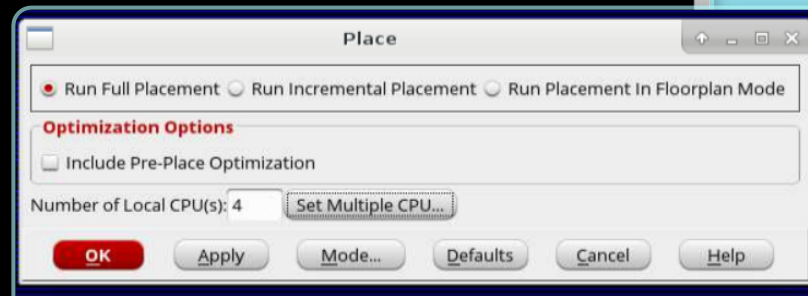 Place
Run Full Placement Run Incremental Placement Run Placement In Floorplan Mode
Optimization Options
Include Pre-Place Optimization
Number of Local CPU(s): 4 Set Multiple CPU...
OK Apply Mode... Defaults Cancel Help